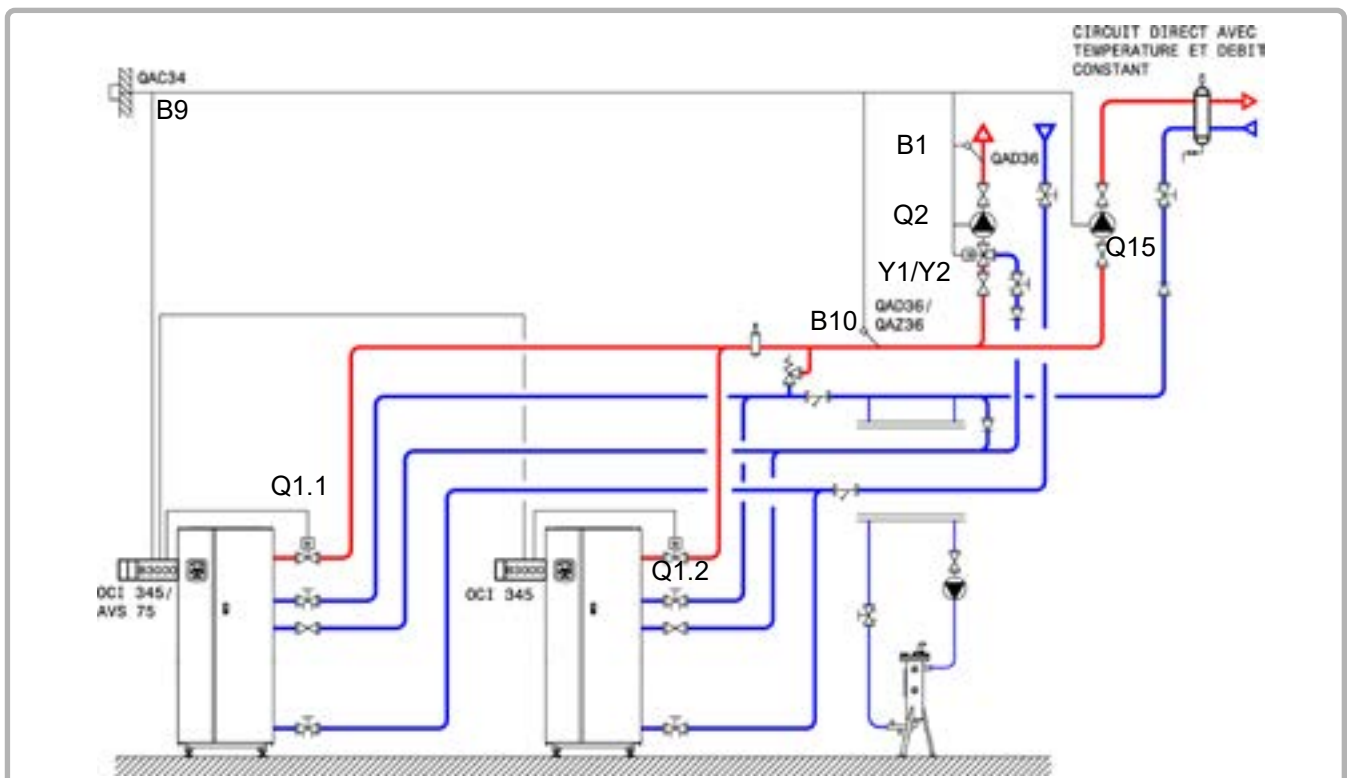 CIRCUIT DIRECT AVEC
TEMPERATURE ET DEBIT
CONSTANT
QAC34
B9
B1
QAD36
Q2
Q15
Y1/Y2
B10
QAD36/
QAZ36
Q1.1
Q1.2
OCI 345/
AVS 75
OCI 345